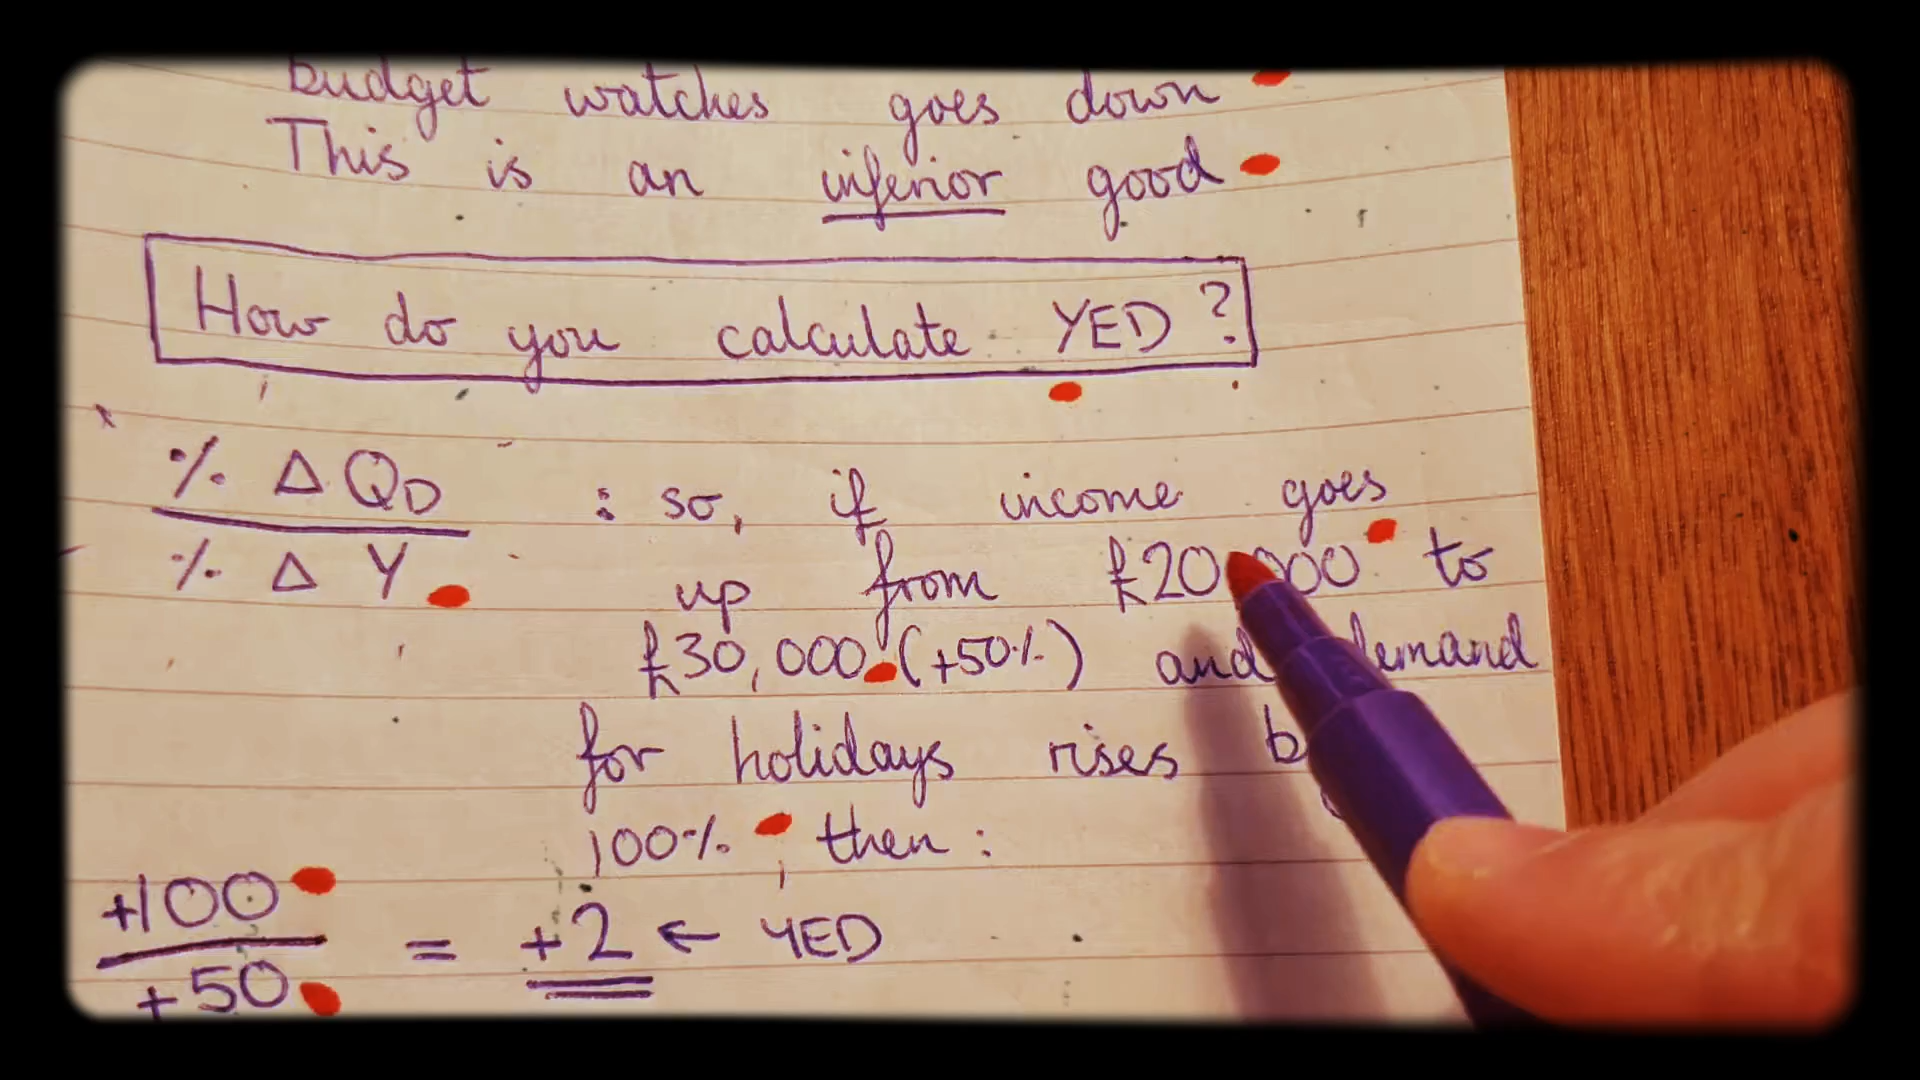 budget watches goes down
This is an inferior good
How do you calculate YED?
% Δ QD
% Δ Y
: so, if income goes
up from £20,000 to
£30,000 (+50%) and demand
for holidays rises
100% then:
+100
+50
= +2 ← YED